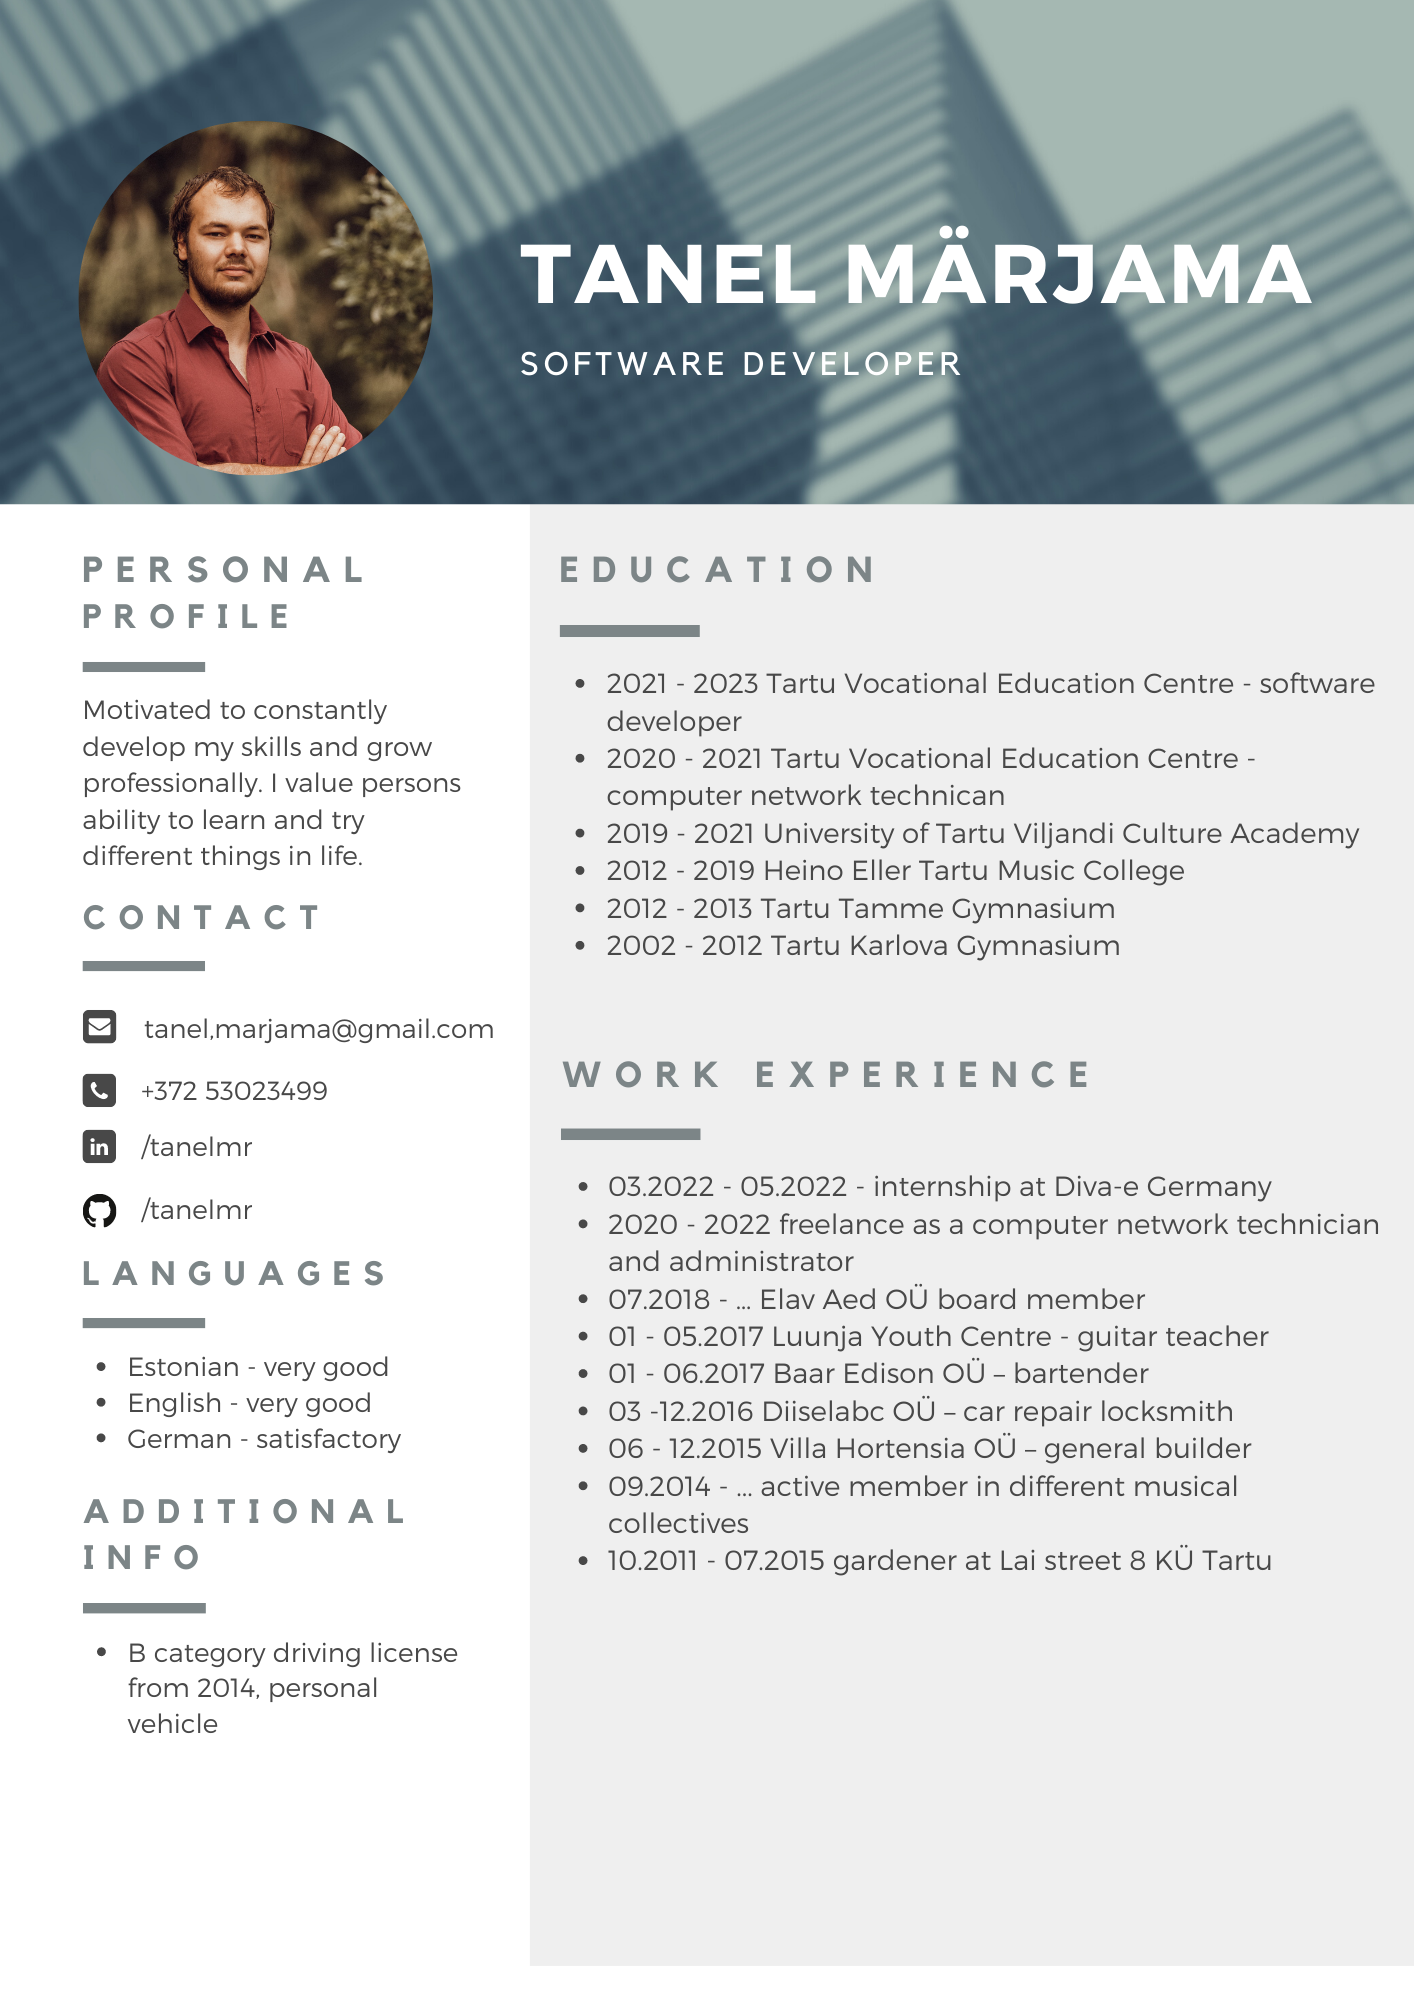 TANEL MÄRJAMA
SOFTWARE DEVELOPER
PERSONAL
PROFILE
Motivated to constantly
develop my skills and grow
professionally. I value persons
ability to learn and try
different things in life.
CONTACT
tanel,marjama@gmail.com
+372 53023499
in /tanelmr
/tanelmr
LANGUAGES
• Estonian - very good
• English - very good
• German - satisfactory
ADDITIONAL
INFO
• B category driving license
from 2014, personal
vehicle
EDUCATION
• 2021 - 2023 Tartu Vocational Education Centre - software
developer
• 2020 - 2021 Tartu Vocational Education Centre -
computer network technican
• 2019 - 2021 University of Tartu Viljandi Culture Academy
• 2012 - 2019 Heino Eller Tartu Music College
• 2012 - 2013 Tartu Tamme Gymnasium
• 2002 - 2012 Tartu Karlova Gymnasium
WORK EXPERIENCE
• 03.2022 - 05.2022 - internship at Diva-e Germany
• 2020 - 2022 freelance as a computer network technician
and administrator
• 07.2018 - ... Elav Aed OÜ board member
• 01 - 05.2017 Luunja Youth Centre - guitar teacher
• 01 - 06.2017 Baar Edison OÜ – bartender
• 03 -12.2016 Diiselabc OÜ – car repair locksmith
• 06 - 12.2015 Villa Hortensia OÜ – general builder
• 09.2014 - ... active member in different musical
collectives
• 10.2011 - 07.2015 gardener at Lai street 8 KÜ Tartu